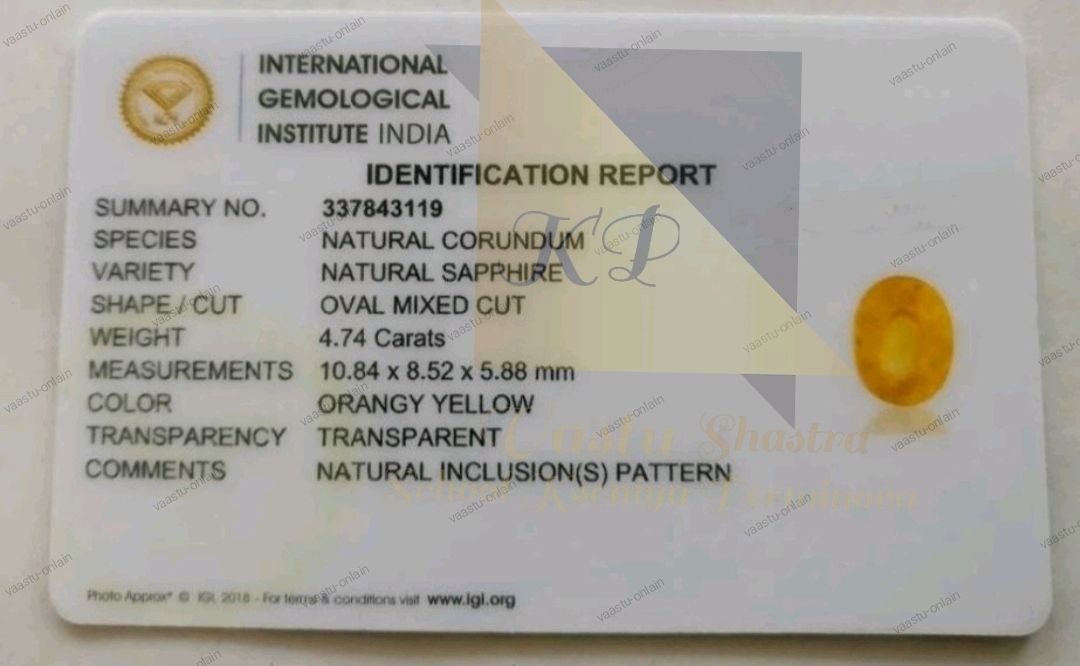 INTERNATIONAL
GEMOLOGICAL
INSTITUTE INDIA
IDENTIFICATION REPORT
SUMMARY NO. 337843119
SPECIES NATURAL CORUNDUM
VARIETY NATURAL SAPPHIRE
SHAPE / CUT OVAL MIXED CUT
WEIGHT 4.74 Carats
MEASUREMENTS 10.84 x 8.52 x 5.88 mm
COLOR ORANGY YELLOW
TRANSPARENCY TRANSPARENT
COMMENTS NATURAL INCLUSION(S) PATTERN
Photo Approx* © IGI, 2018 - For terms & conditions visit www.igi.org
KP
Vastu Shastra
vaastu-onlain